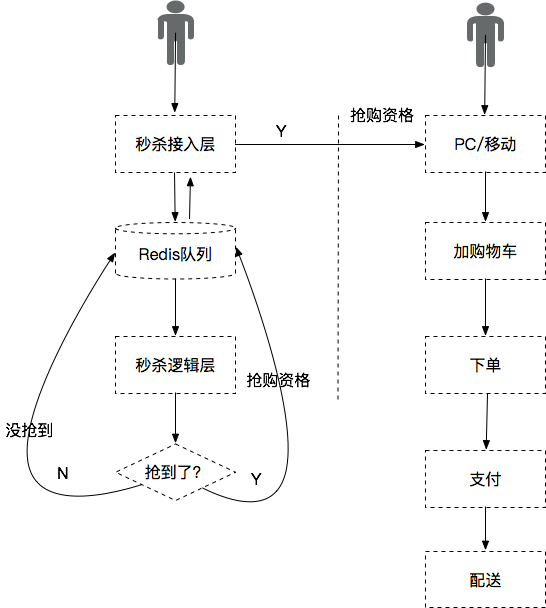 秒杀接入层
Y
抢购资格
PC/移动
Redis队列
加购物车
秒杀逻辑层
抢购资格
下单
没抢到
抢到了?
N
Y
支付
配送